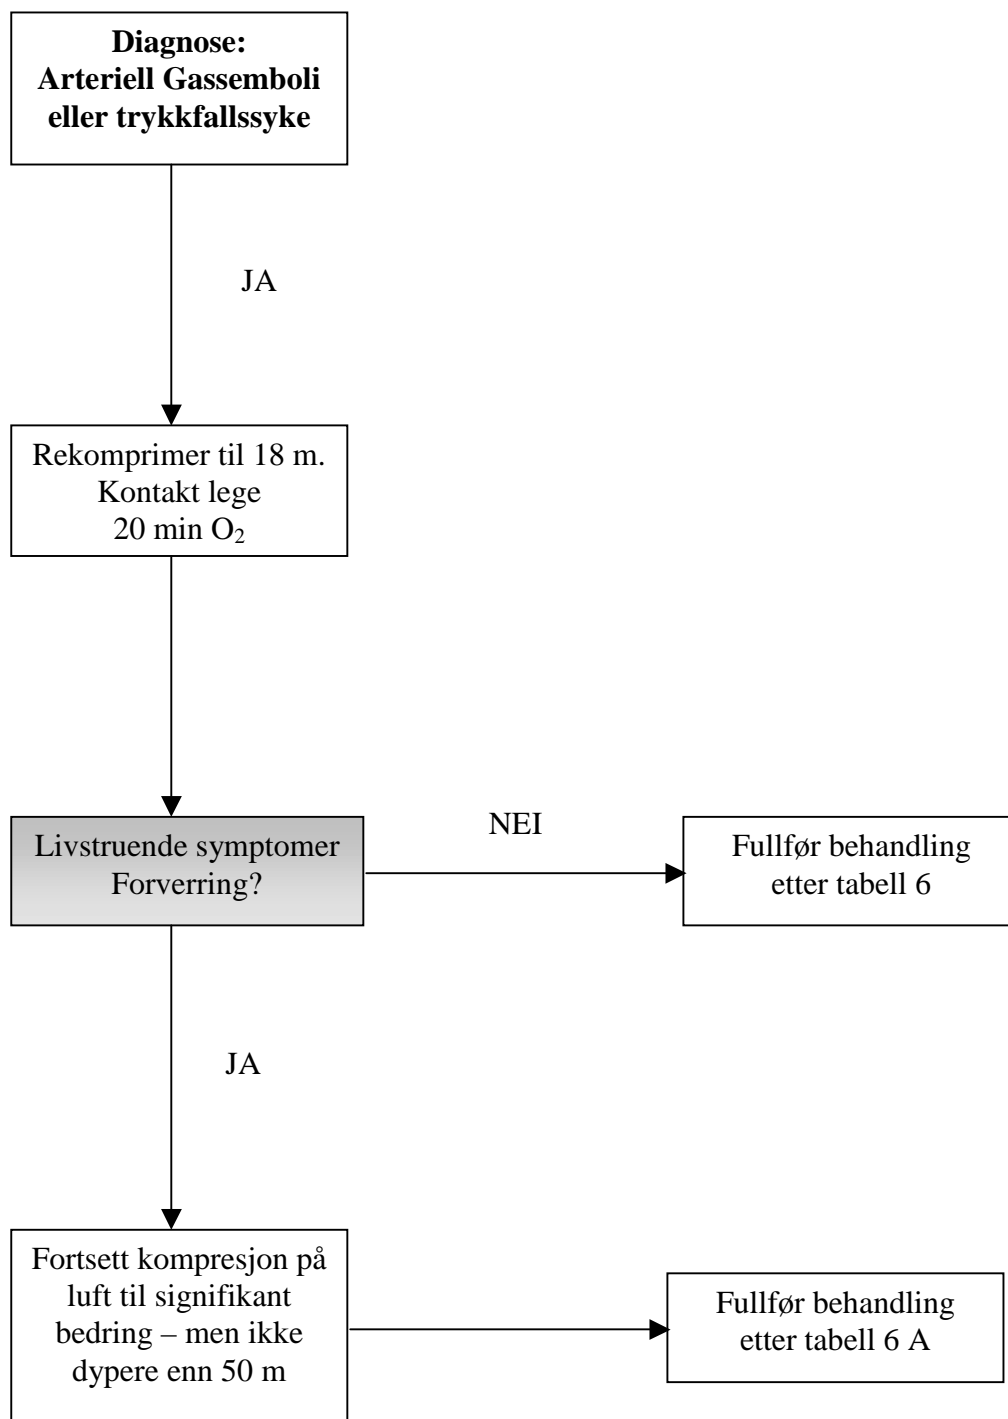 Diagnose:
Arteriell Gassemboli
eller trykkfallssyke
JA
Rekomprimer til 18 m.
Kontakt lege
20 min O₂
Livstruende symptomer
Forverring?
NEI
Fullfør behandling
etter tabell 6
JA
Fortsett kompresjon på
luft til signifikant
bedring – men ikke
dypere enn 50 m
Fullfør behandling
etter tabell 6 A